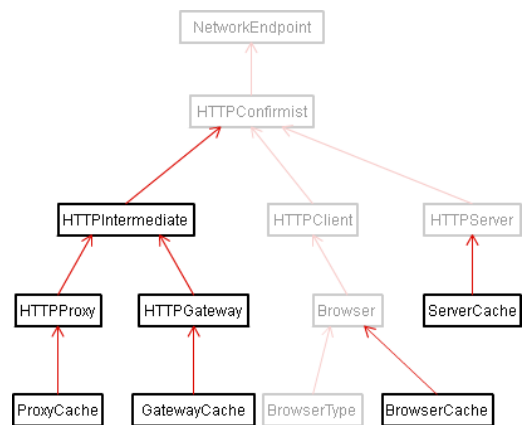 NetworkEndpoint
HTTPConfirmist
HTTPIntermediate
HTTPClient
HTTPServer
HTTPProxy
HTTPGateway
Browser
ServerCache
ProxyCache
GatewayCache
BrowserType
BrowserCache